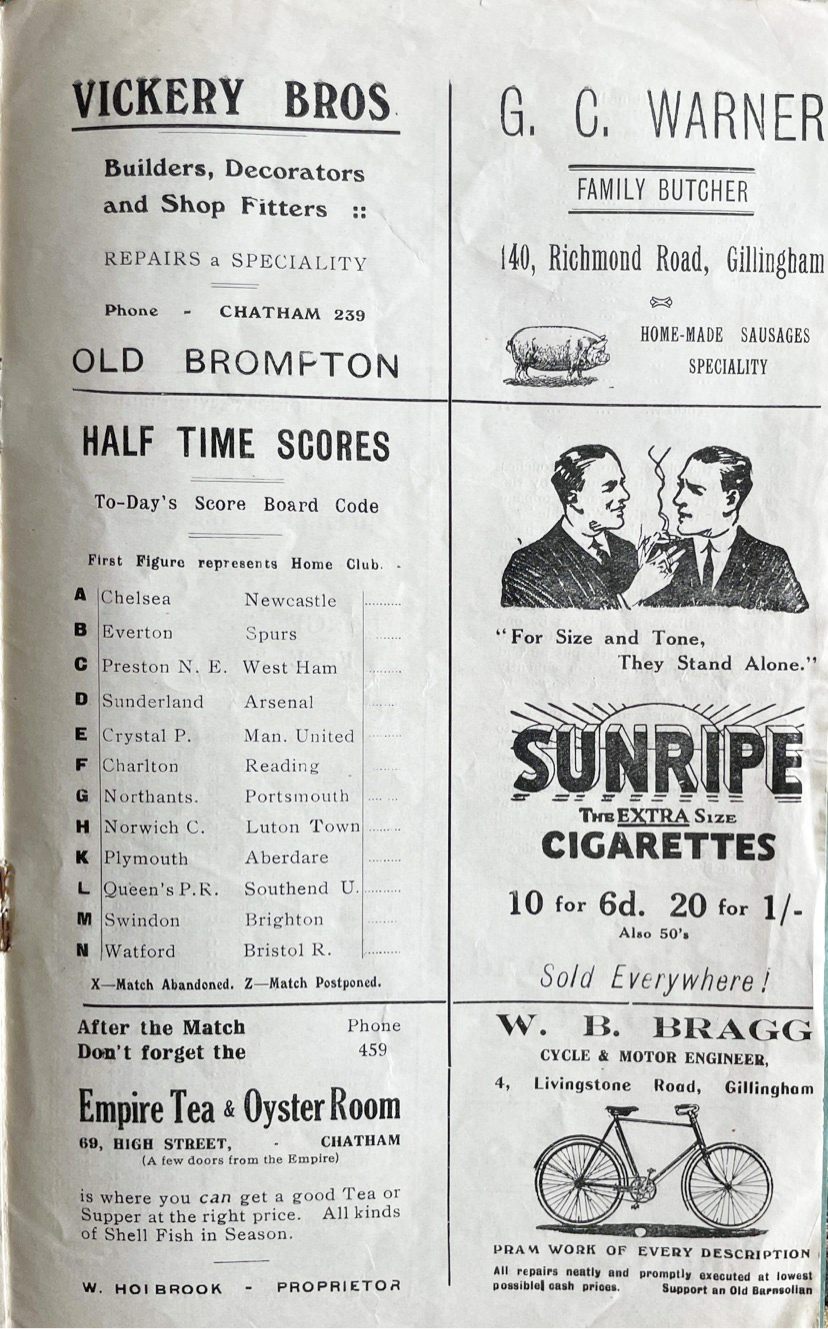 VICKERY BROS.
Builders, Decorators
and Shop Fitters ::
REPAIRS a SPECIALITY
Phone - CHATHAM 239
OLD BROMPTON
HALF TIME SCORES
To-Day's Score Board Code
First Figure represents Home Club.
A Chelsea Newcastle ..........
B Everton Spurs .......
C Preston N. E. West Ham ........
D Sunderland Arsenal ......
E Crystal P. Man. United ......
F Charlton Reading ......
G Northants. Portsmouth .... ...
H Norwich C. Luton Town .........
K Plymouth Aberdare ..........
L Queen's P.R. Southend U. ..........
M Swindon Brighton ........
N Watford Bristol R. .........
X—Match Abandoned. Z—Match Postponed.
After the Match Phone
Don't forget the 459
Empire Tea & Oyster Room
69, HIGH STREET, - CHATHAM
(A few doors from the Empire)
is where you can get a good Tea or
Supper at the right price. All kinds
of Shell Fish in Season.
W. HOLBROOK - PROPRIETOR
G. C. WARNER
FAMILY BUTCHER
140, Richmond Road, Gillingham
HOME-MADE SAUSAGES
SPECIALITY
"For Size and Tone,
They Stand Alone."
SUNRIPE
THE EXTRA SIZE
CIGARETTES
10 for 6d. 20 for 1/-
Also 50's
Sold Everywhere!
W. B. BRAGG
CYCLE & MOTOR ENGINEER,
4, Livingstone Road, Gillingham
PRAM WORK OF EVERY DESCRIPTION
All repairs neatly and promptly executed at lowest
possible cash prices. Support an Old Barnsolian